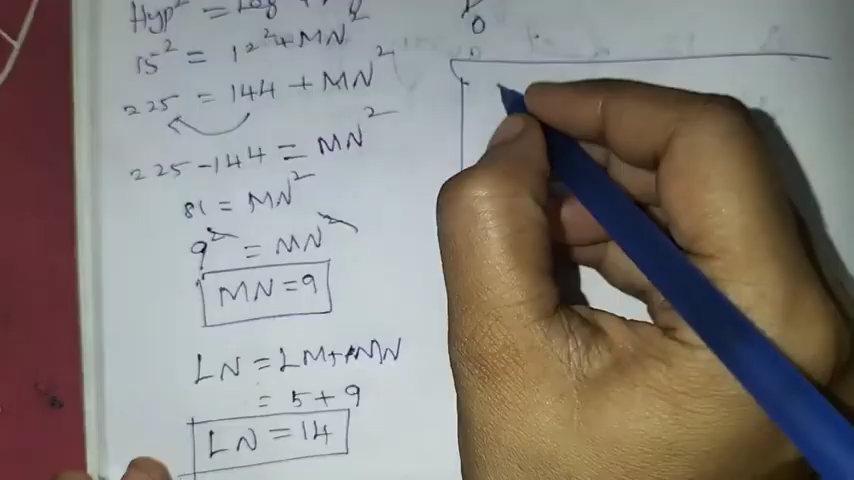 Hyp² =
15² = 12² + MN²
225 = 144 + MN²
225 - 144 = MN²
81 = MN²
9² = MN²
MN = 9
LN = LM + MN
= 5 + 9
LN = 14